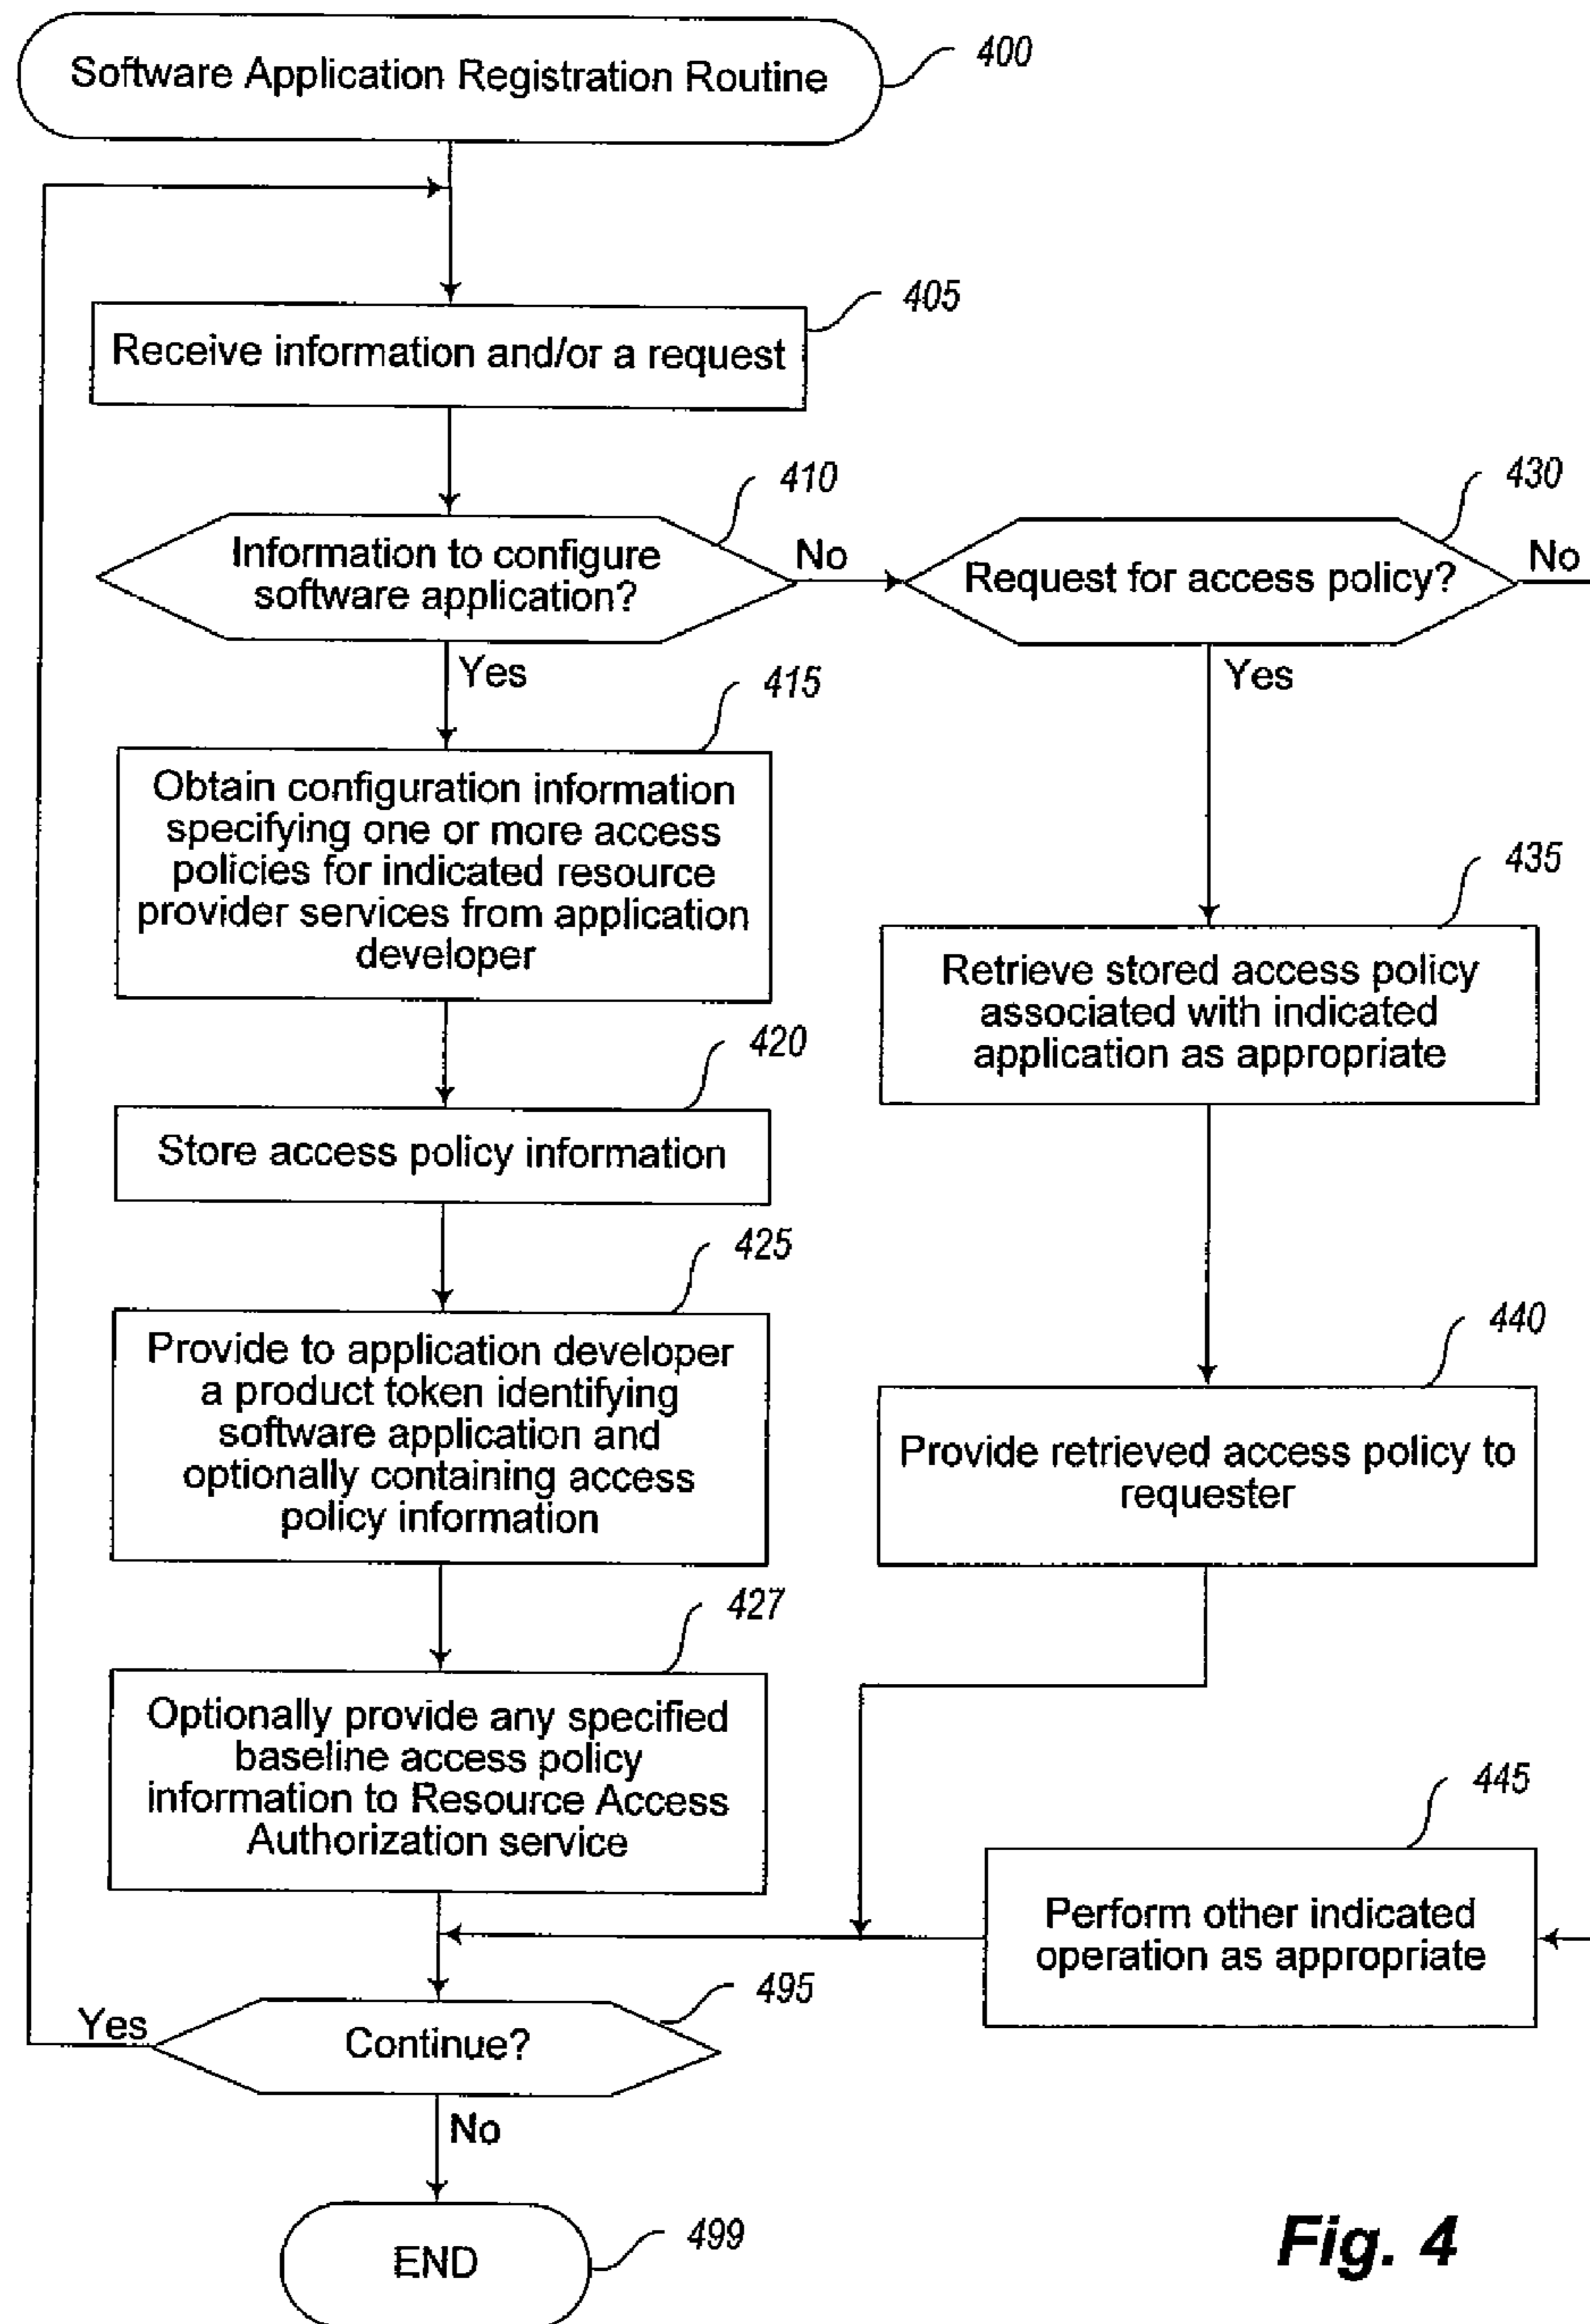 Software Application Registration Routine
400
405
Receive information and/or a request
410
Information to configure
software application?
No
430
Request for access policy?
No
Yes
Yes
415
Obtain configuration information
specifying one or more access
policies for indicated resource
provider services from application
developer
435
Retrieve stored access policy
associated with indicated
application as appropriate
420
Store access policy information
425
Provide to application developer
a product token identifying
software application and
optionally containing access
policy information
440
Provide retrieved access policy to
requester
427
Optionally provide any specified
baseline access policy
information to Resource Access
Authorization service
445
Perform other indicated
operation as appropriate
495
Yes
Continue?
No
499
END
Fig. 4